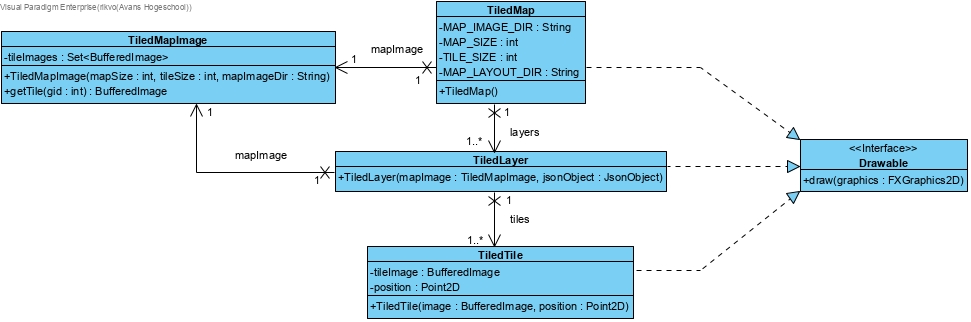 Visual Paradigm Enterprise(rikvo(Avans Hogeschool))
TiledMapImage
-tileImages : Set<BufferedImage>
+TiledMapImage(mapSize : int, tileSize : int, mapImageDir : String)
+getTile(gid : int) : BufferedImage
TiledMap
-MAP_IMAGE_DIR : String
-MAP_SIZE : int
-TILE_SIZE : int
-MAP_LAYOUT_DIR : String
+TiledMap()
mapImage
1
1
1
1
layers
1..*
mapImage
1
TiledLayer
+TiledLayer(mapImage : TiledMapImage, jsonObject : JsonObject)
1
tiles
1..*
TiledTile
-tileImage : BufferedImage
-position : Point2D
+TiledTile(image : BufferedImage, position : Point2D)
<<Interface>>
Drawable
+draw(graphics : FXGraphics2D)